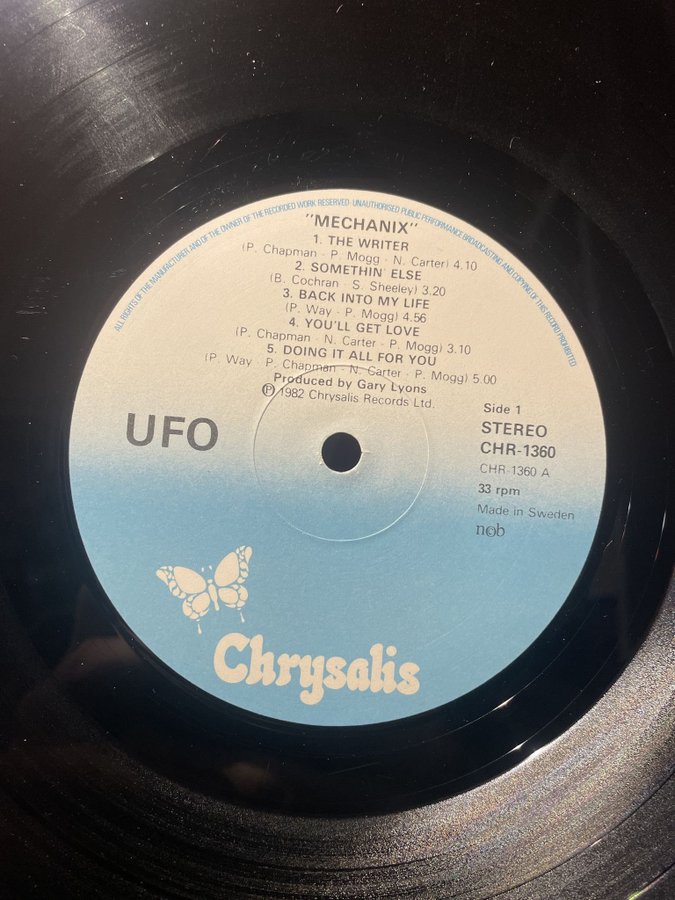 ALL RIGHTS OF THE MANUFACTURER AND OF THE OWNER OF THE RECORDED WORK RESERVED · UNAUTHORISED PUBLIC PERFORMANCE BROADCASTING AND COPYING OF THIS RECORD PROHIBITED
"MECHANIX"
1. THE WRITER
(P. Chapman · P. Mogg · N. Carter) 4.10
2. SOMETHIN' ELSE
(B. Cochran · S. Sheeley) 3.20
3. BACK INTO MY LIFE
(P. Way · P. Mogg) 4.56
4. YOU'LL GET LOVE
(P. Chapman · N. Carter · P. Mogg) 3.10
5. DOING IT ALL FOR YOU
(P. Way · P. Chapman · N. Carter · P. Mogg) 5.00
Produced by Gary Lyons
Ⓟ 1982 Chrysalis Records Ltd.
UFO
Side 1
STEREO
CHR-1360
CHR-1360 A
33 rpm
Made in Sweden
n©b
Chrysalis